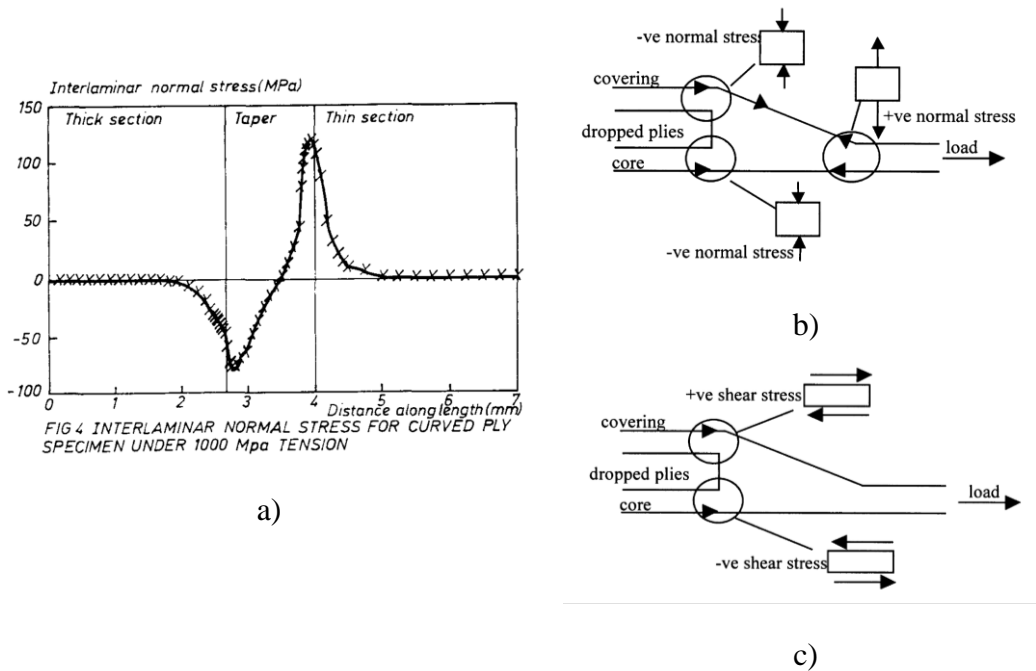 Interlaminar normal stress (MPa)
150
100
50
0
-50
-100
Thick section
Taper
Thin section
0 1 2 3 4 5 6 7
Distance along length (mm)
FIG 4 INTERLAMINAR NORMAL STRESS FOR CURVED PLY
SPECIMEN UNDER 1000 Mpa TENSION
a)
-ve normal stress
covering
+ve normal stress
dropped plies
load
core
-ve normal stress
b)
+ve shear stress
covering
dropped plies
load
core
-ve shear stress
c)